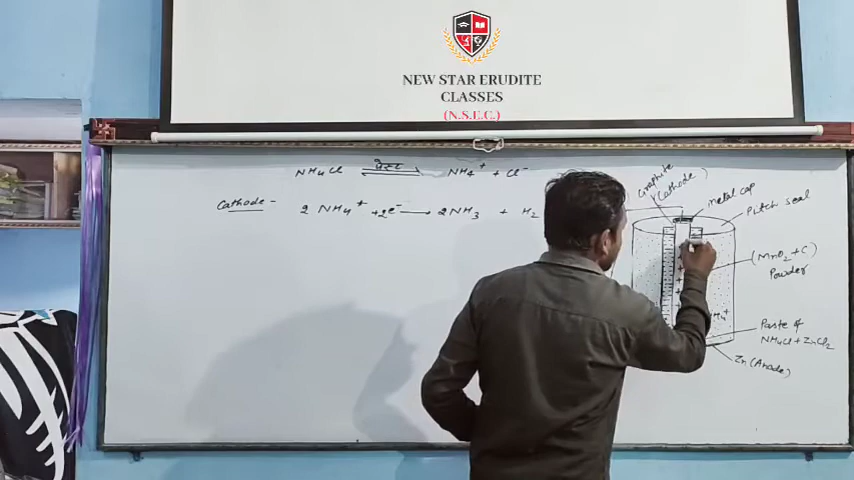 NEW STAR ERUDITE
CLASSES
(N.S.E.C.)
NH4Cl ⇌ NH4+ + Cl-
Cathode - 2 NH4+ + 2e- → 2NH3 + H2
Graphite
(Cathode)
metal cap
Pitch seal
(MnO2 + C)
Powder
Paste of
NH4Cl + ZnCl2
Zn (Anode)